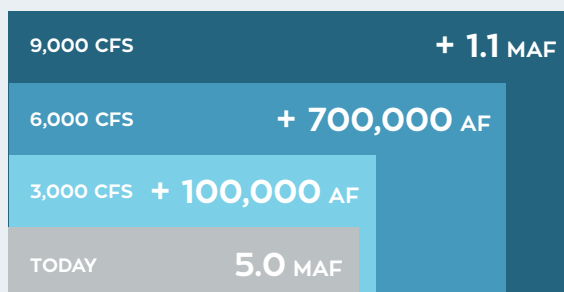 9,000 CFS + 1.1 MAF
6,000 CFS + 700,000 AF
3,000 CFS + 100,000 AF
TODAY 5.0 MAF